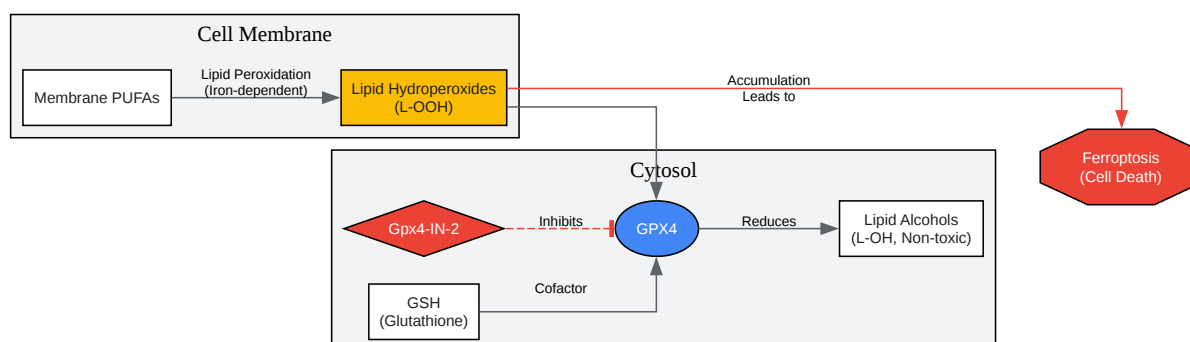 Cell Membrane
Membrane PUFAs
Lipid Peroxidation
(Iron-dependent)
Lipid Hydroperoxides
(L-OOH)
Accumulation
Leads to
Ferroptosis
(Cell Death)
Cytosol
Gpx4-IN-2
Inhibits
GPX4
Reduces
Lipid Alcohols
(L-OH, Non-toxic)
GSH
(Glutathione)
Cofactor